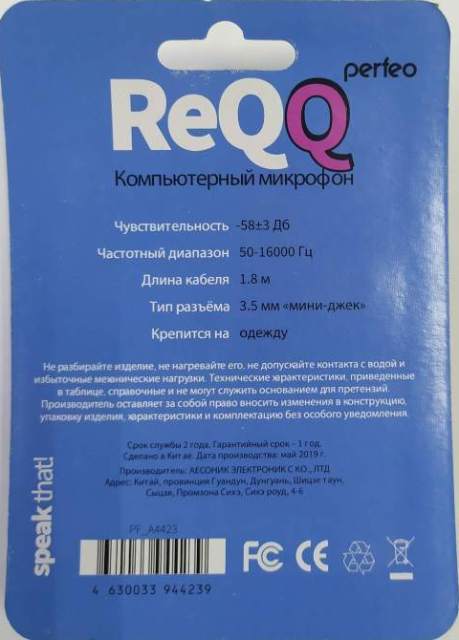 perfeo
ReQQ
Компьютерный микрофон
Чувствительность -58±3 Дб
Частотный диапазон 50-16000 Гц
Длина кабеля 1.8 м
Тип разъёма 3.5 мм «мини-джек»
Крепится на одежду
Не разбирайте изделие, не нагревайте его, не допускайте контакта с водой и
избыточные механические нагрузки. Технические характеристики, приведенные
в таблице, справочные и не могут служить основанием для претензий.
Производитель оставляет за собой право вносить изменения в конструкцию,
упаковку изделия, характеристики и комплектацию без особого уведомления.
Срок службы 2 года, Гарантийный срок – 1 год.
Сделано в Китае. Дата производства: май 2019 г.
Производитель: АЕСОНИК ЭЛЕКТРОНИК С КО., ЛТД
Адрес: Китай, провинция Гуандун, Дунгуань, Шицзе таун,
Сышя, Промзона Сихэ, Сихэ роуд, 4-6
speak that!
PF_A4423
4 630033 944239
FC CE